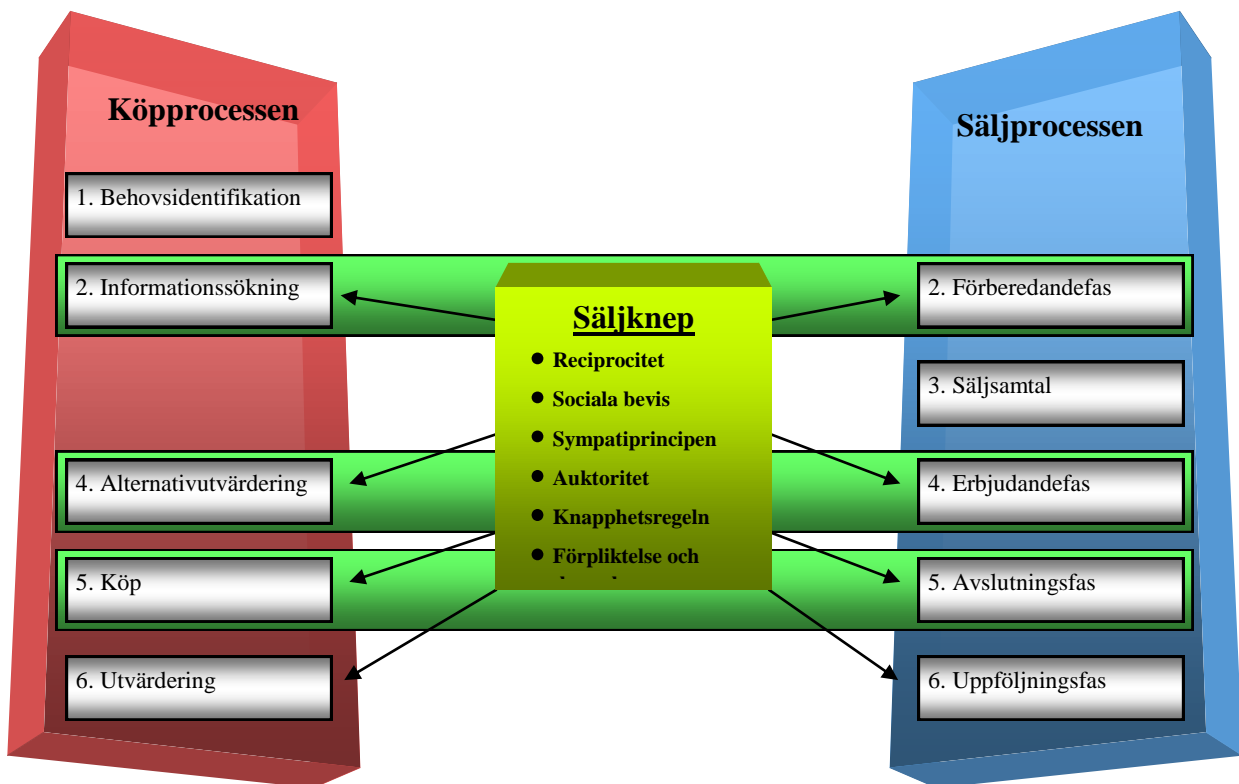 Köpprocessen
1. Behovsidentifikation
2. Informationssökning
4. Alternativutvärdering
5. Köp
6. Utvärdering
Säljknep
● Reciprocitet
● Sociala bevis
● Sympatiprincipen
● Auktoritet
● Knapphetsregeln
● Förpliktelse och
Säljprocessen
2. Förberedandefas
3. Säljsamtal
4. Erbjudandefas
5. Avslutningsfas
6. Uppföljningsfas